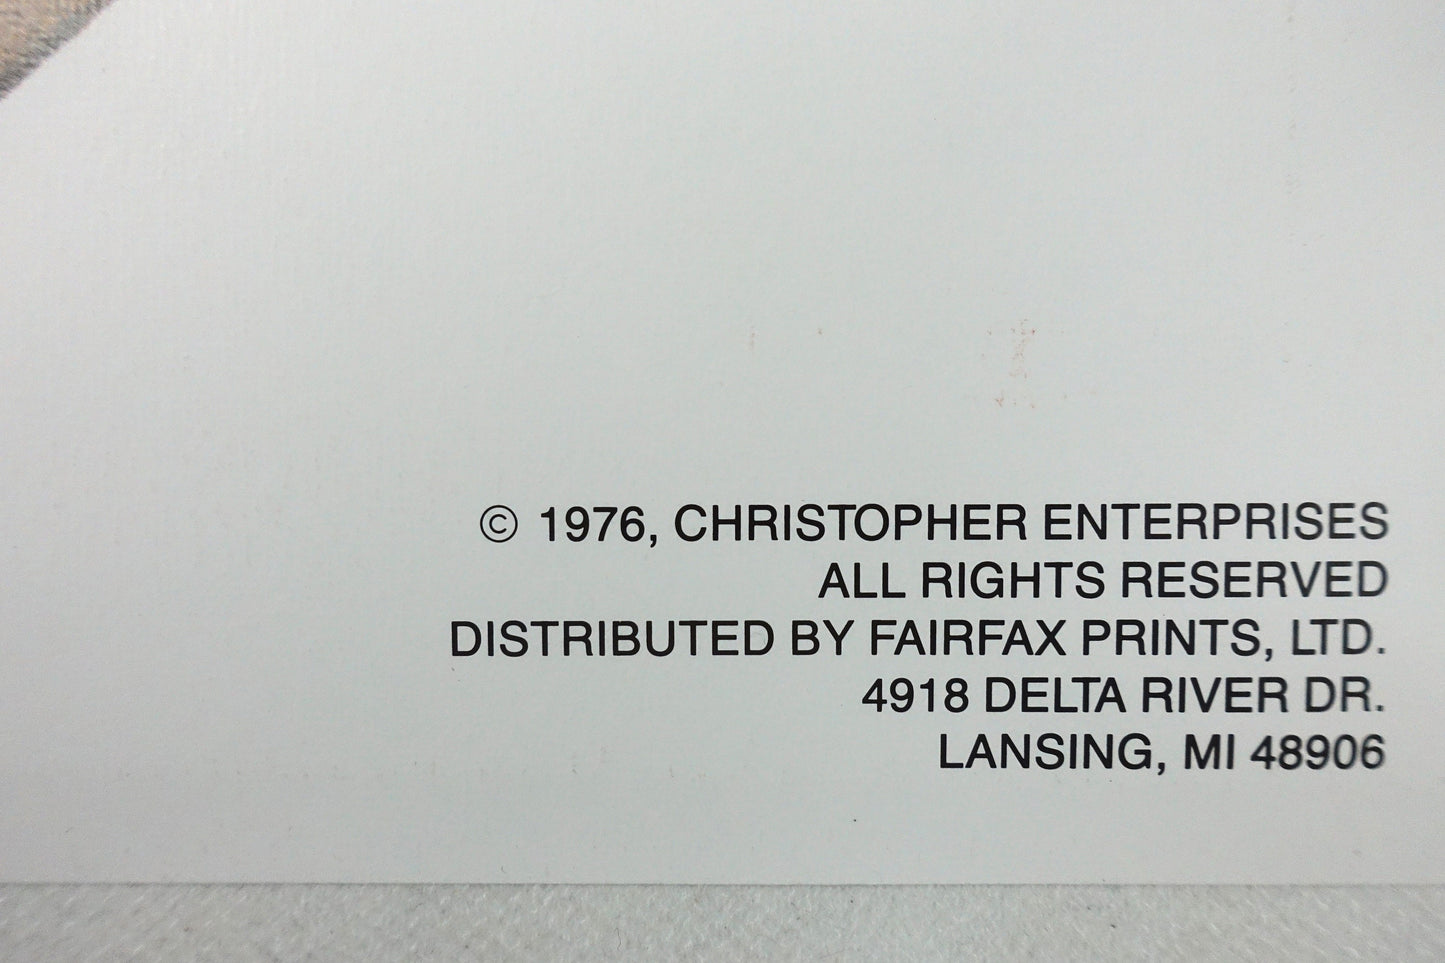 © 1976, CHRISTOPHER ENTERPRISES
ALL RIGHTS RESERVED
DISTRIBUTED BY FAIRFAX PRINTS, LTD.
4918 DELTA RIVER DR.
LANSING, MI 48906